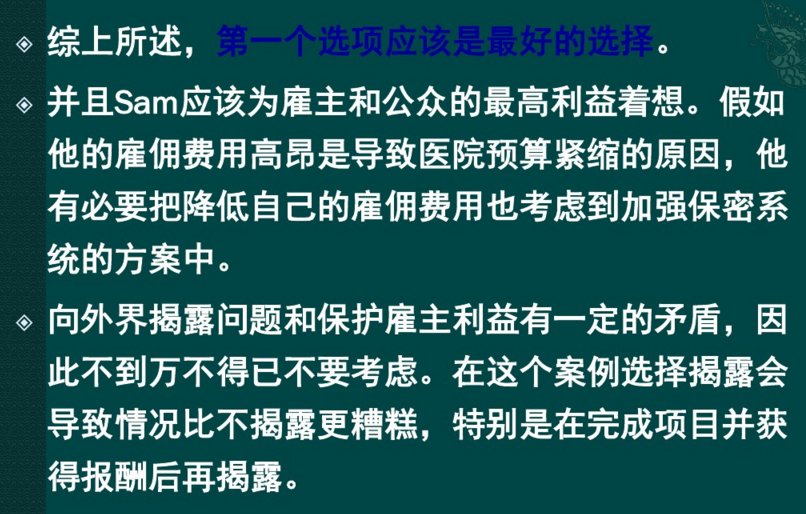 综上所述，第一个选项应该是最好的选择。
并且Sam应该为雇主和公众的最高利益着想。假如
他的雇佣费用高昂是导致医院预算紧缩的原因，他
有必要把降低自己的雇佣费用也考虑到加强保密系
统的方案中。
向外界揭露问题和保护雇主利益有一定的矛盾，因
此不到万不得已不要考虑。在这个案例选择揭露会
导致情况比不揭露更糟糕，特别是在完成项目并获
得报酬后再揭露。